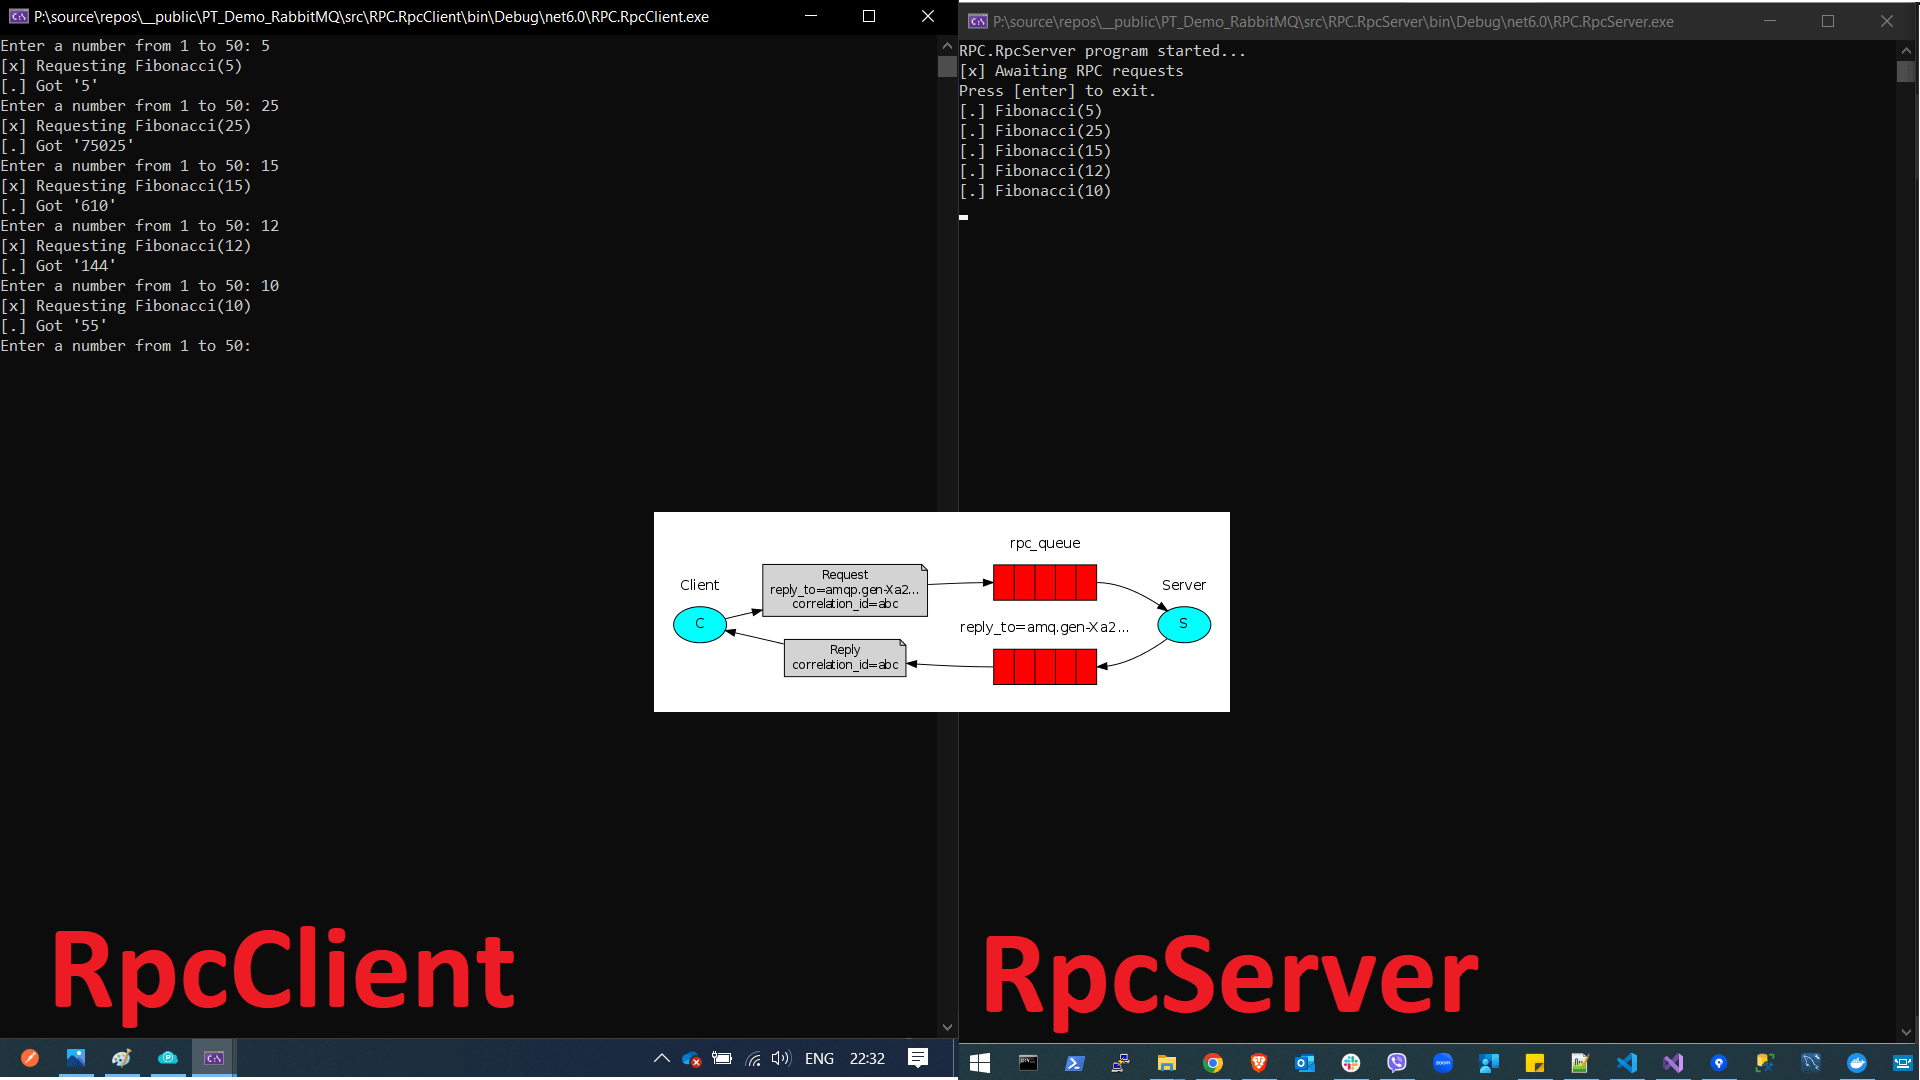 P:\source\repos\__public\PT_Demo_RabbitMQ\src\RPC.RpcClient\bin\Debug\net6.0\RPC.RpcClient.exe
Enter a number from 1 to 50: 5
[x] Requesting Fibonacci(5)
[.] Got '5'
Enter a number from 1 to 50: 25
[x] Requesting Fibonacci(25)
[.] Got '75025'
Enter a number from 1 to 50: 15
[x] Requesting Fibonacci(15)
[.] Got '610'
Enter a number from 1 to 50: 12
[x] Requesting Fibonacci(12)
[.] Got '144'
Enter a number from 1 to 50: 10
[x] Requesting Fibonacci(10)
[.] Got '55'
Enter a number from 1 to 50:
P:\source\repos\__public\PT_Demo_RabbitMQ\src\RPC.RpcServer\bin\Debug\net6.0\RPC.RpcServer.exe
RPC.RpcServer program started...
[x] Awaiting RPC requests
Press [enter] to exit.
[.] Fibonacci(5)
[.] Fibonacci(25)
[.] Fibonacci(15)
[.] Fibonacci(12)
[.] Fibonacci(10)
Client
C
Request
reply_to=amqp.gen-Xa2...
correlation_id=abc
Reply
correlation_id=abc
rpc_queue
reply_to=amq.gen-Xa2...
Server
S
RpcClient
RpcServer
ENG
22:32